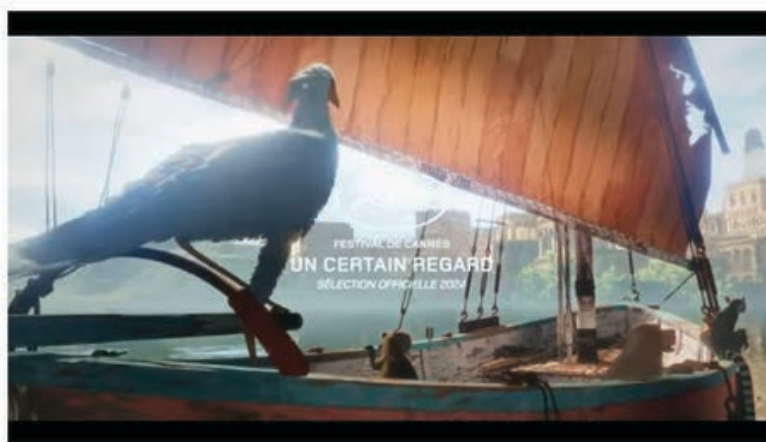 FESTIVAL DE CANNES
UN CERTAIN REGARD
SÉLECTION OFFICIELLE 2024